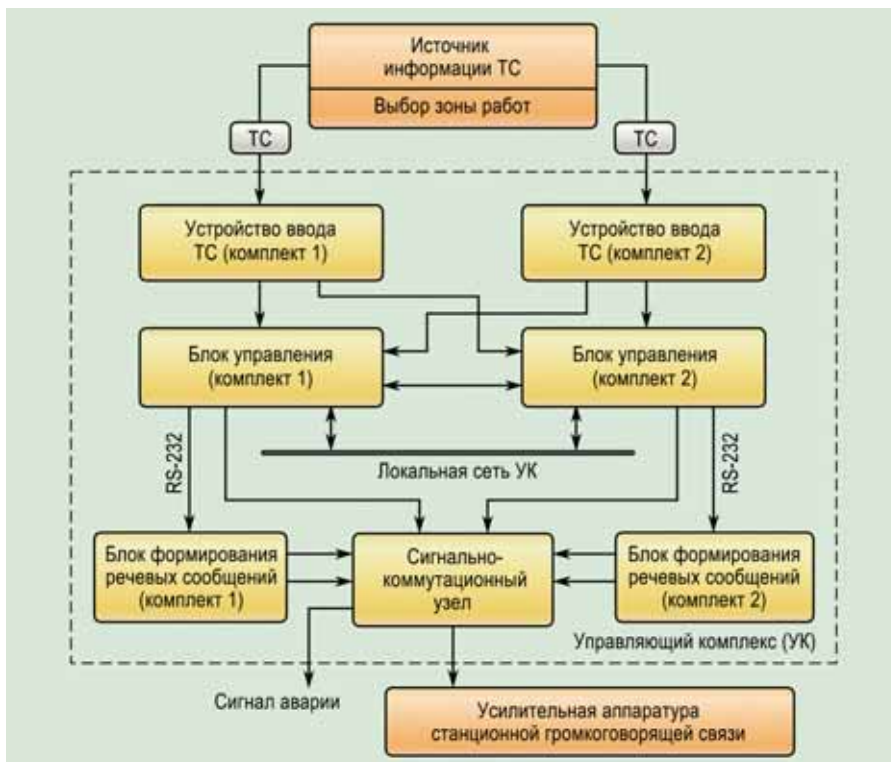 Источник
информации ТС
Выбор зоны работ
ТС
ТС
Устройство ввода
ТС (комплект 1)
Устройство ввода
ТС (комплект 2)
Блок управления
(комплект 1)
Блок управления
(комплект 2)
RS-232
Локальная сеть УК
RS-232
Блок формирования
речевых сообщений
(комплект 1)
Сигнально-
коммутационный
узел
Блок формирования
речевых сообщений
(комплект 2)
Управляющий комплекс (УК)
Сигнал аварии
Усилительная аппаратура
станционной громкоговорящей связи